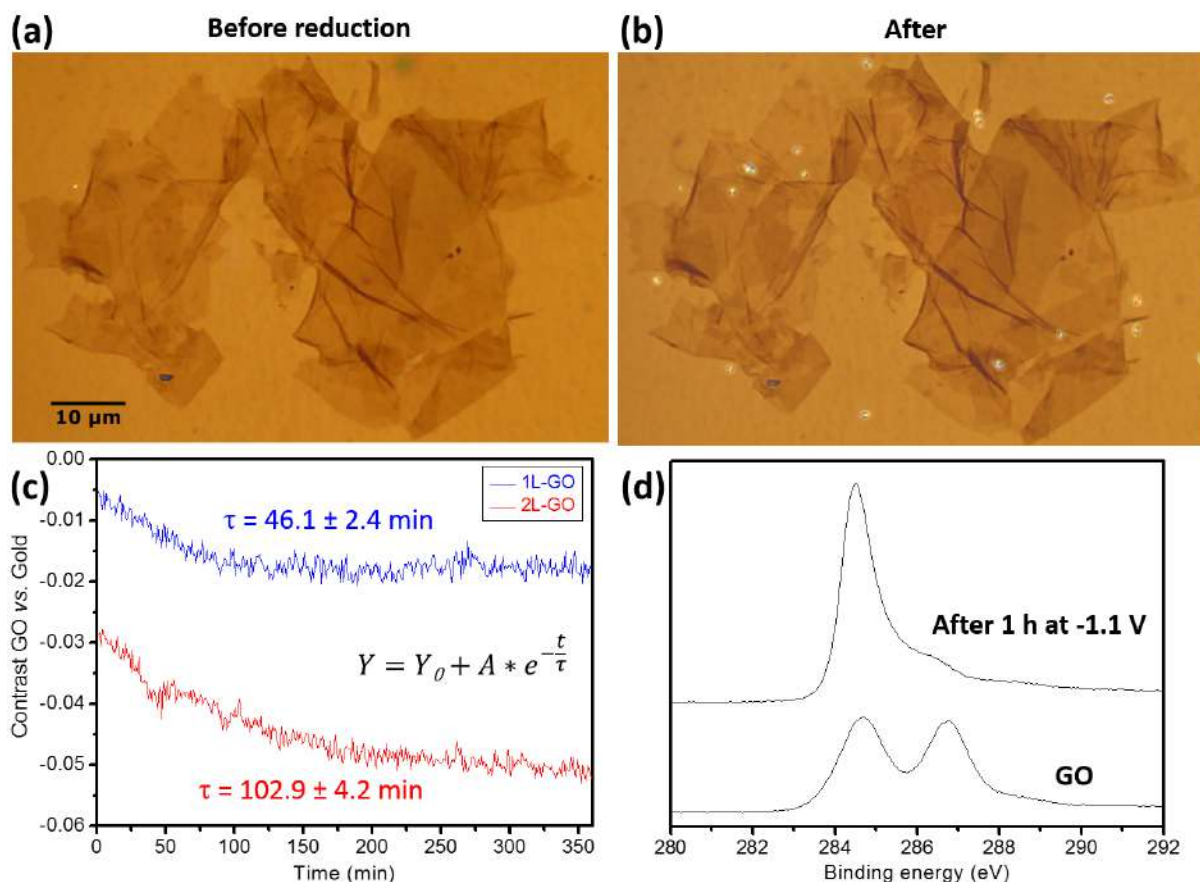 (a)
Before reduction
(b)
After
10 µm
(c)
0.00
-0.01
-0.02
-0.03
-0.04
-0.05
-0.06
Contrast GO vs. Gold
1L-GO
2L-GO
τ = 46.1 ± 2.4 min
Y = Y₀ + A * e^{-t/τ}
τ = 102.9 ± 4.2 min
0 50 100 150 200 250 300 350
Time (min)
(d)
After 1 h at -1.1 V
GO
280 282 284 286 288 290 292
Binding energy (eV)